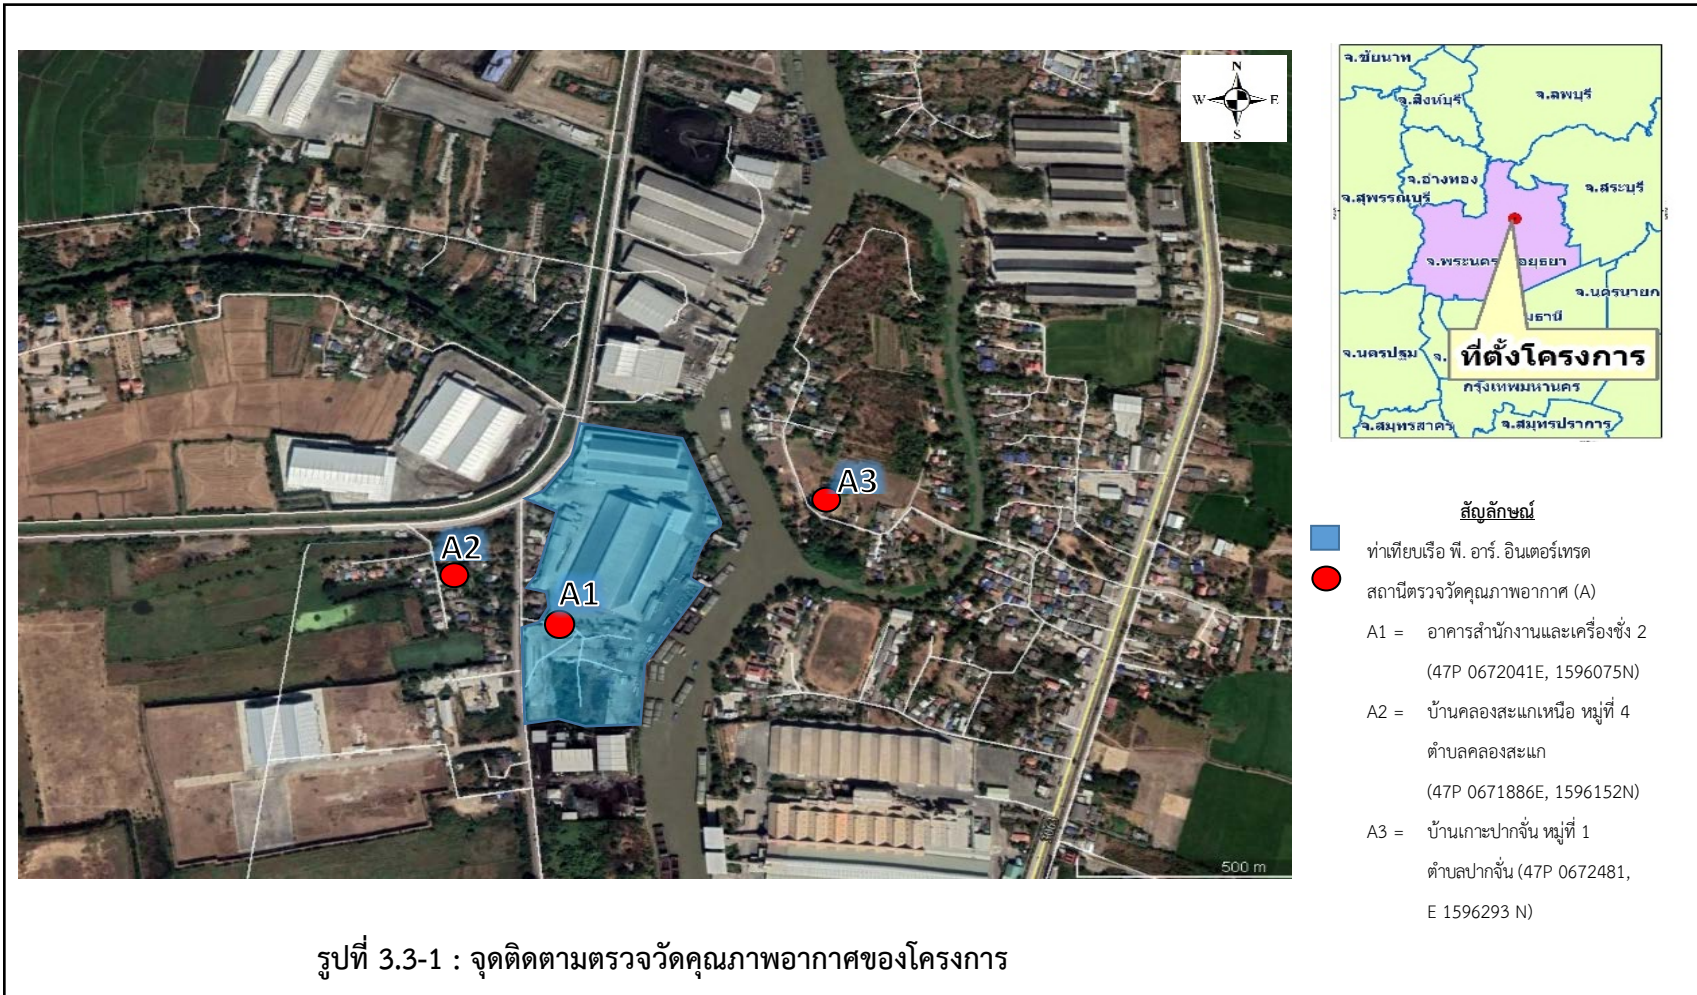 N
W E
S
A3
A2
A1
500 m
จ.ชัยนาท
จ.สิงห์บุรี
จ.ลพบุรี
จ.อ่างทอง
จ.สระบุรี
จ.สุพรรณบุรี
จ.พระนคร อยุธยา
จ.นครนายก
มธานี
จ.นครปฐม
จ.
ที่ตั้งโครงการ
กรุงเทพมหานคร
จ.สมุทรสาคร
จ.สมุทรปราการ
สัญลักษณ์
ท่าเทียบเรือ พี. อาร์. อินเตอร์เทรด
สถานีตรวจวัดคุณภาพอากาศ (A)
A1 = อาคารสำนักงานและเครื่องชั่ง 2
(47P 0672041E, 1596075N)
A2 = บ้านคลองสะแกเหนือ หมู่ที่ 4
ตำบลคลองสะแก
(47P 0671886E, 1596152N)
A3 = บ้านเกาะปากจั่น หมู่ที่ 1
ตำบลปากจั่น (47P 0672481,
E 1596293 N)
รูปที่ 3.3-1 : จุดติดตามตรวจวัดคุณภาพอากาศของโครงการ